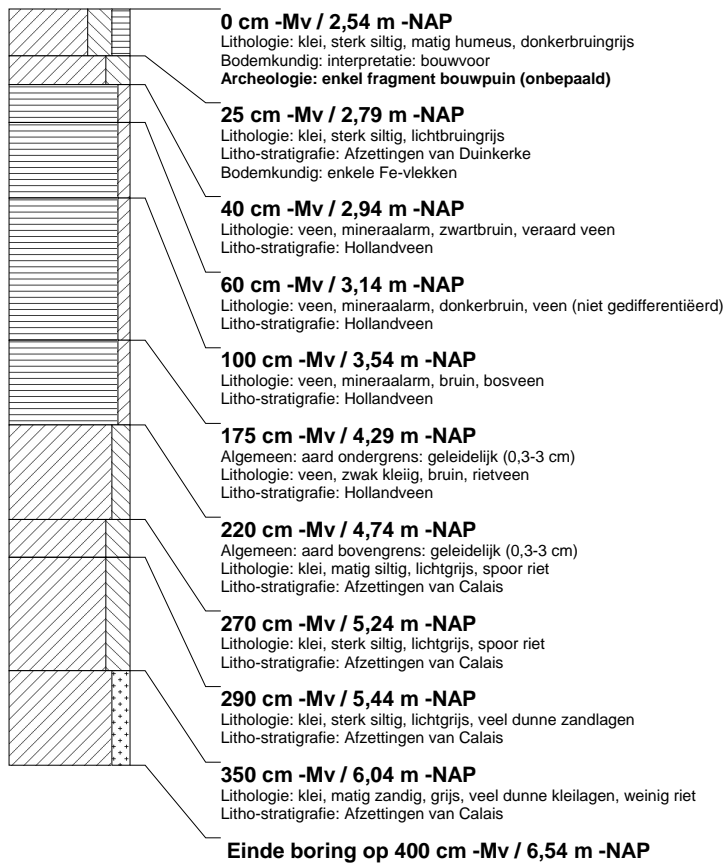 0 cm -Mv / 2,54 m -NAP
Lithologie: klei, sterk siltig, matig humeus, donkerbruingrijs
Bodemkundig: interpretatie: bouwvoor
Archeologie: enkel fragment bouwpuin (onbepaald)
25 cm -Mv / 2,79 m -NAP
Lithologie: klei, sterk siltig, lichtbruingrijs
Litho-stratigrafie: Afzettingen van Duinkerke
Bodemkundig: enkele Fe-vlekken
40 cm -Mv / 2,94 m -NAP
Lithologie: veen, mineraalarm, zwartbruin, veraard veen
Litho-stratigrafie: Hollandveen
60 cm -Mv / 3,14 m -NAP
Lithologie: veen, mineraalarm, donkerbruin, veen (niet gedifferentiëerd)
Litho-stratigrafie: Hollandveen
100 cm -Mv / 3,54 m -NAP
Lithologie: veen, mineraalarm, bruin, bosveen
Litho-stratigrafie: Hollandveen
175 cm -Mv / 4,29 m -NAP
Algemeen: aard ondergrens: geleidelijk (0,3-3 cm)
Lithologie: veen, zwak kleiig, bruin, rietveen
Litho-stratigrafie: Hollandveen
220 cm -Mv / 4,74 m -NAP
Algemeen: aard bovengrens: geleidelijk (0,3-3 cm)
Lithologie: klei, matig siltig, lichtgrijs, spoor riet
Litho-stratigrafie: Afzettingen van Calais
270 cm -Mv / 5,24 m -NAP
Lithologie: klei, sterk siltig, lichtgrijs, spoor riet
Litho-stratigrafie: Afzettingen van Calais
290 cm -Mv / 5,44 m -NAP
Lithologie: klei, sterk siltig, lichtgrijs, veel dunne zandlagen
Litho-stratigrafie: Afzettingen van Calais
350 cm -Mv / 6,04 m -NAP
Lithologie: klei, matig zandig, grijs, veel dunne kleilagen, weinig riet
Litho-stratigrafie: Afzettingen van Calais
Einde boring op 400 cm -Mv / 6,54 m -NAP